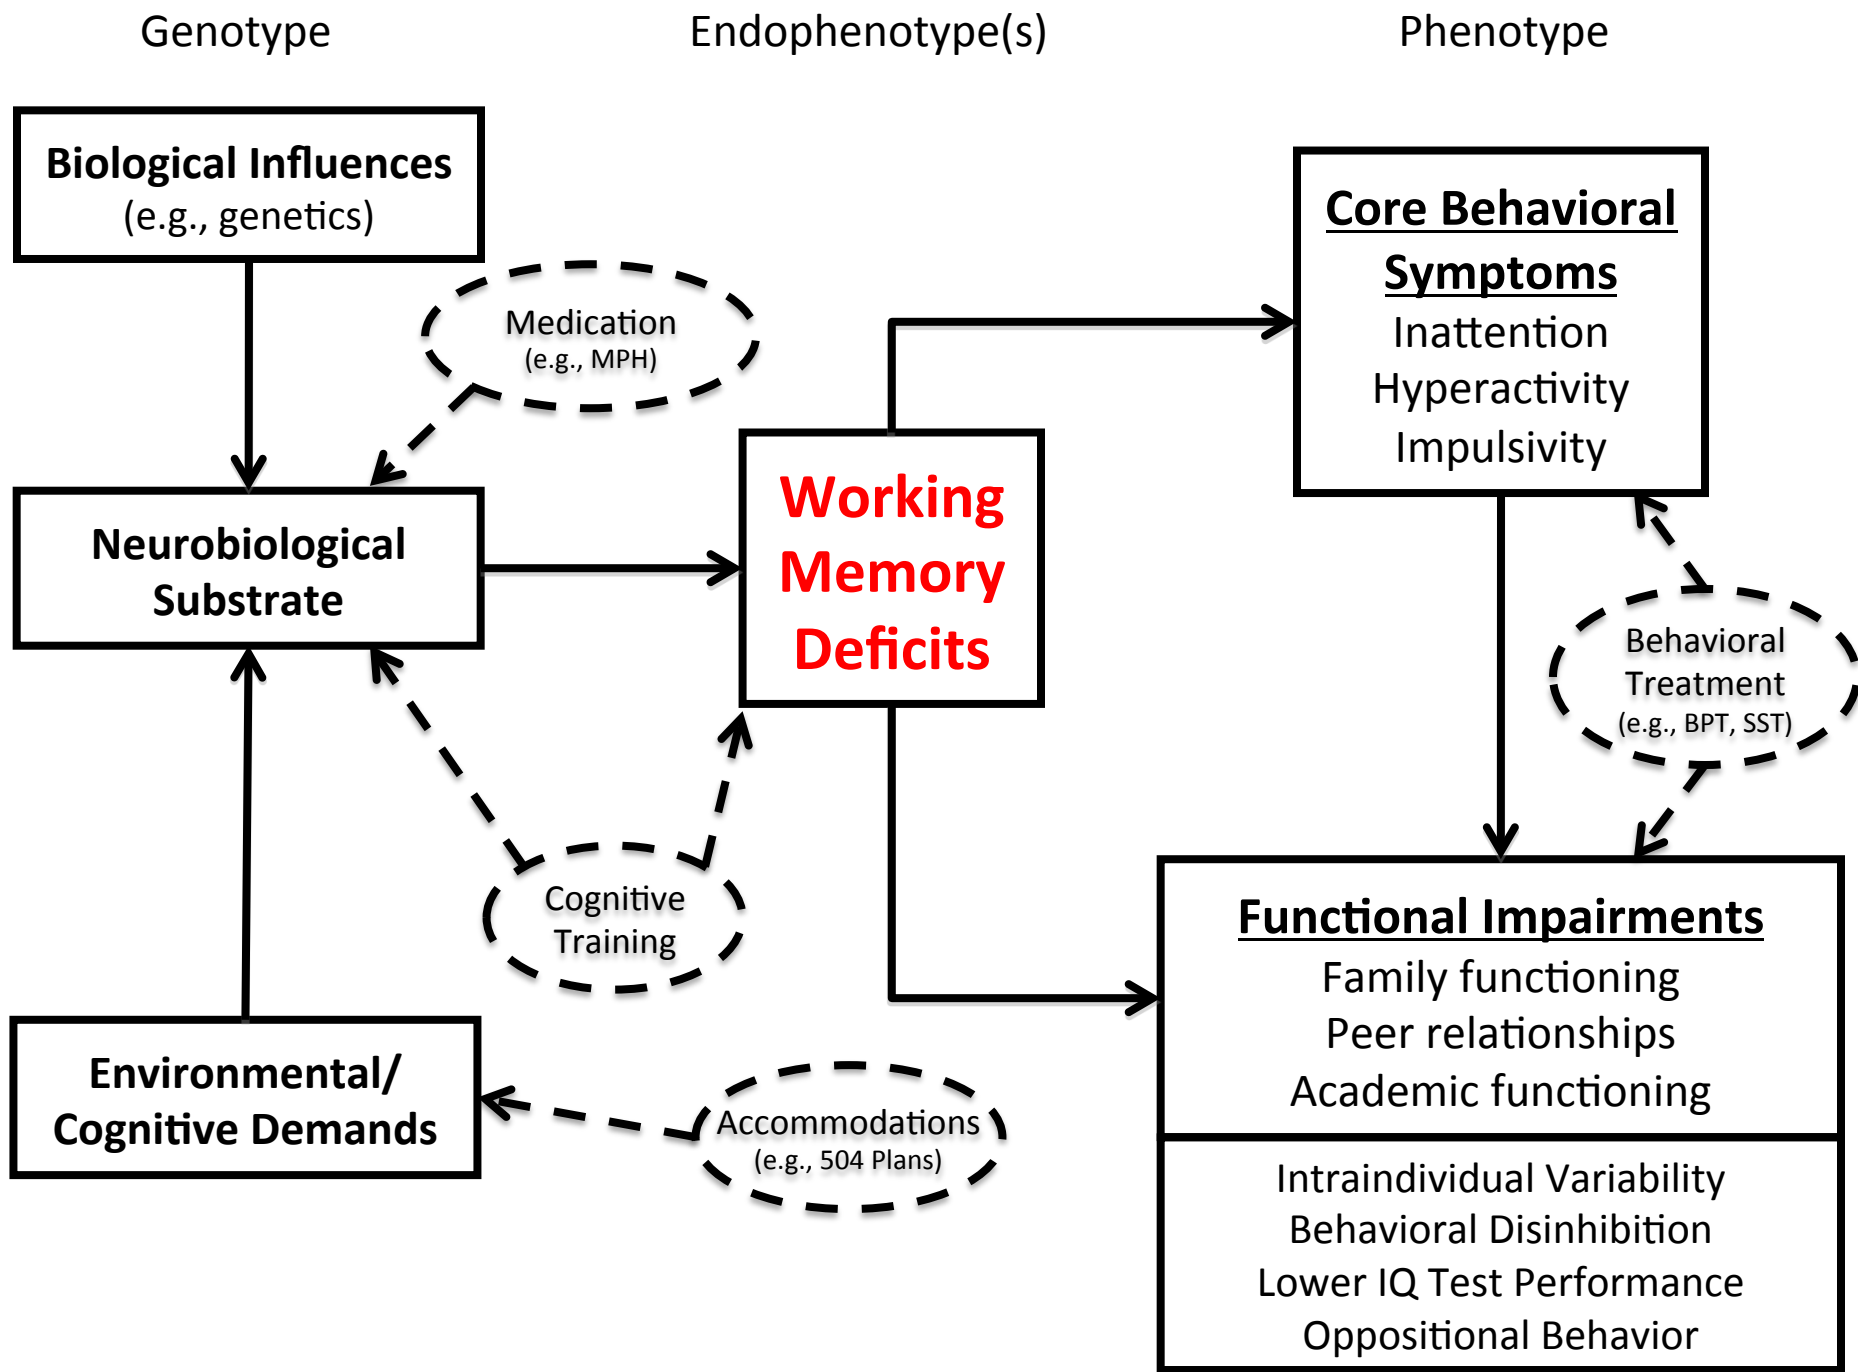 Genotype
Endophenotype(s)
Phenotype
Biological Influences
(e.g., genetics)
Medication
(e.g., MPH)
Neurobiological
Substrate
Working
Memory
Deficits
Core Behavioral
Symptoms
Inattention
Hyperactivity
Impulsivity
Behavioral
Treatment
(e.g., BPT, SST)
Cognitive
Training
Environmental/
Cognitive Demands
Accommodations
(e.g., 504 Plans)
Functional Impairments
Family functioning
Peer relationships
Academic functioning
Intraindividual Variability
Behavioral Disinhibition
Lower IQ Test Performance
Oppositional Behavior